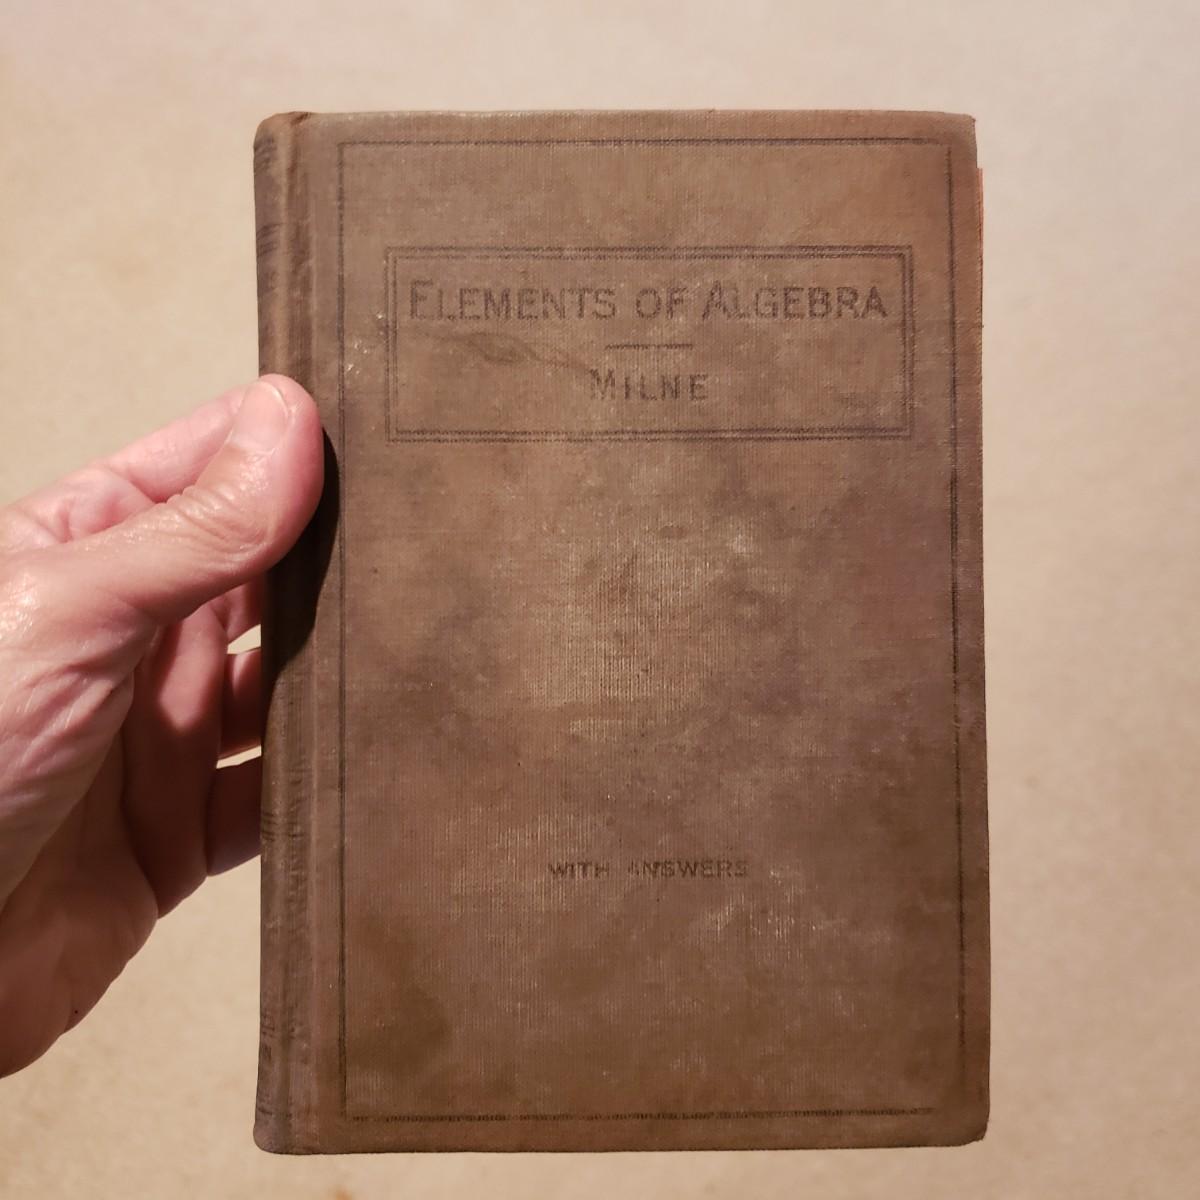 ELEMENTS OF ALGEBRA
MILNE
WITH ANSWERS